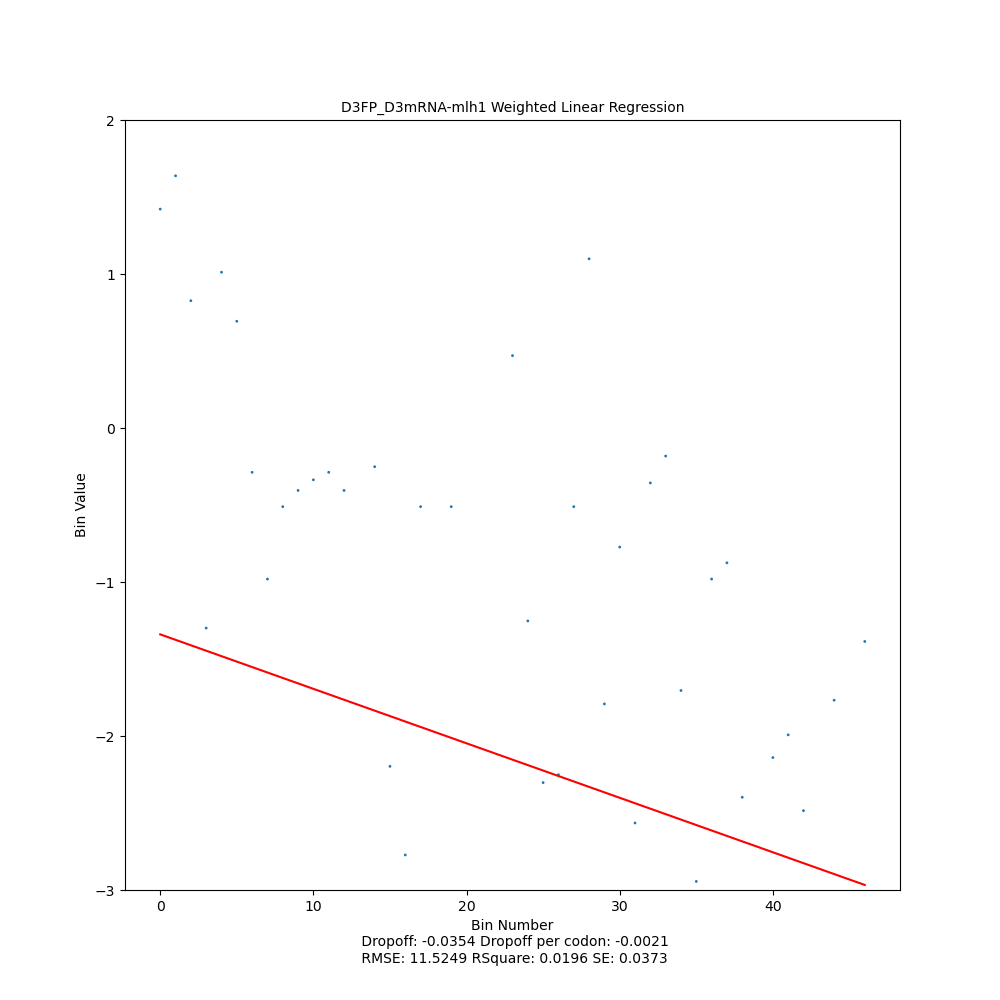 D3FP_D3mRNA-mlh1 Weighted Linear Regression
2
1
0
−1
−2
−3
Bin Value
0 10 20 30 40
Bin Number
Dropoff: -0.0354 Dropoff per codon: -0.0021
RMSE: 11.5249 RSquare: 0.0196 SE: 0.0373